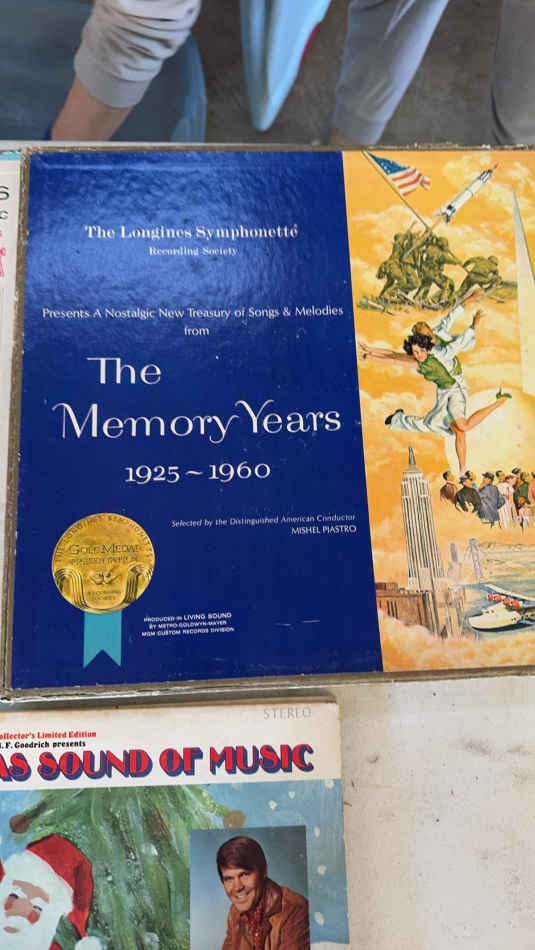 The Longines Symphonette
Recording Society
Presents A Nostalgic New Treasury of Songs & Melodies
from
The
Memory Years
1925~1960
Selected by the Distinguished American Conductor
MISHEL PIASTRO
GOLD MEDAL
RECORDING
SOCIETY
PRODUCED IN LIVING SOUND
BY METRO-GOLDWYN-MAYER
MGM CUSTOM RECORDS DIVISION
STEREO
Collector's Limited Edition
B. F. Goodrich presents
AS SOUND OF MUSIC